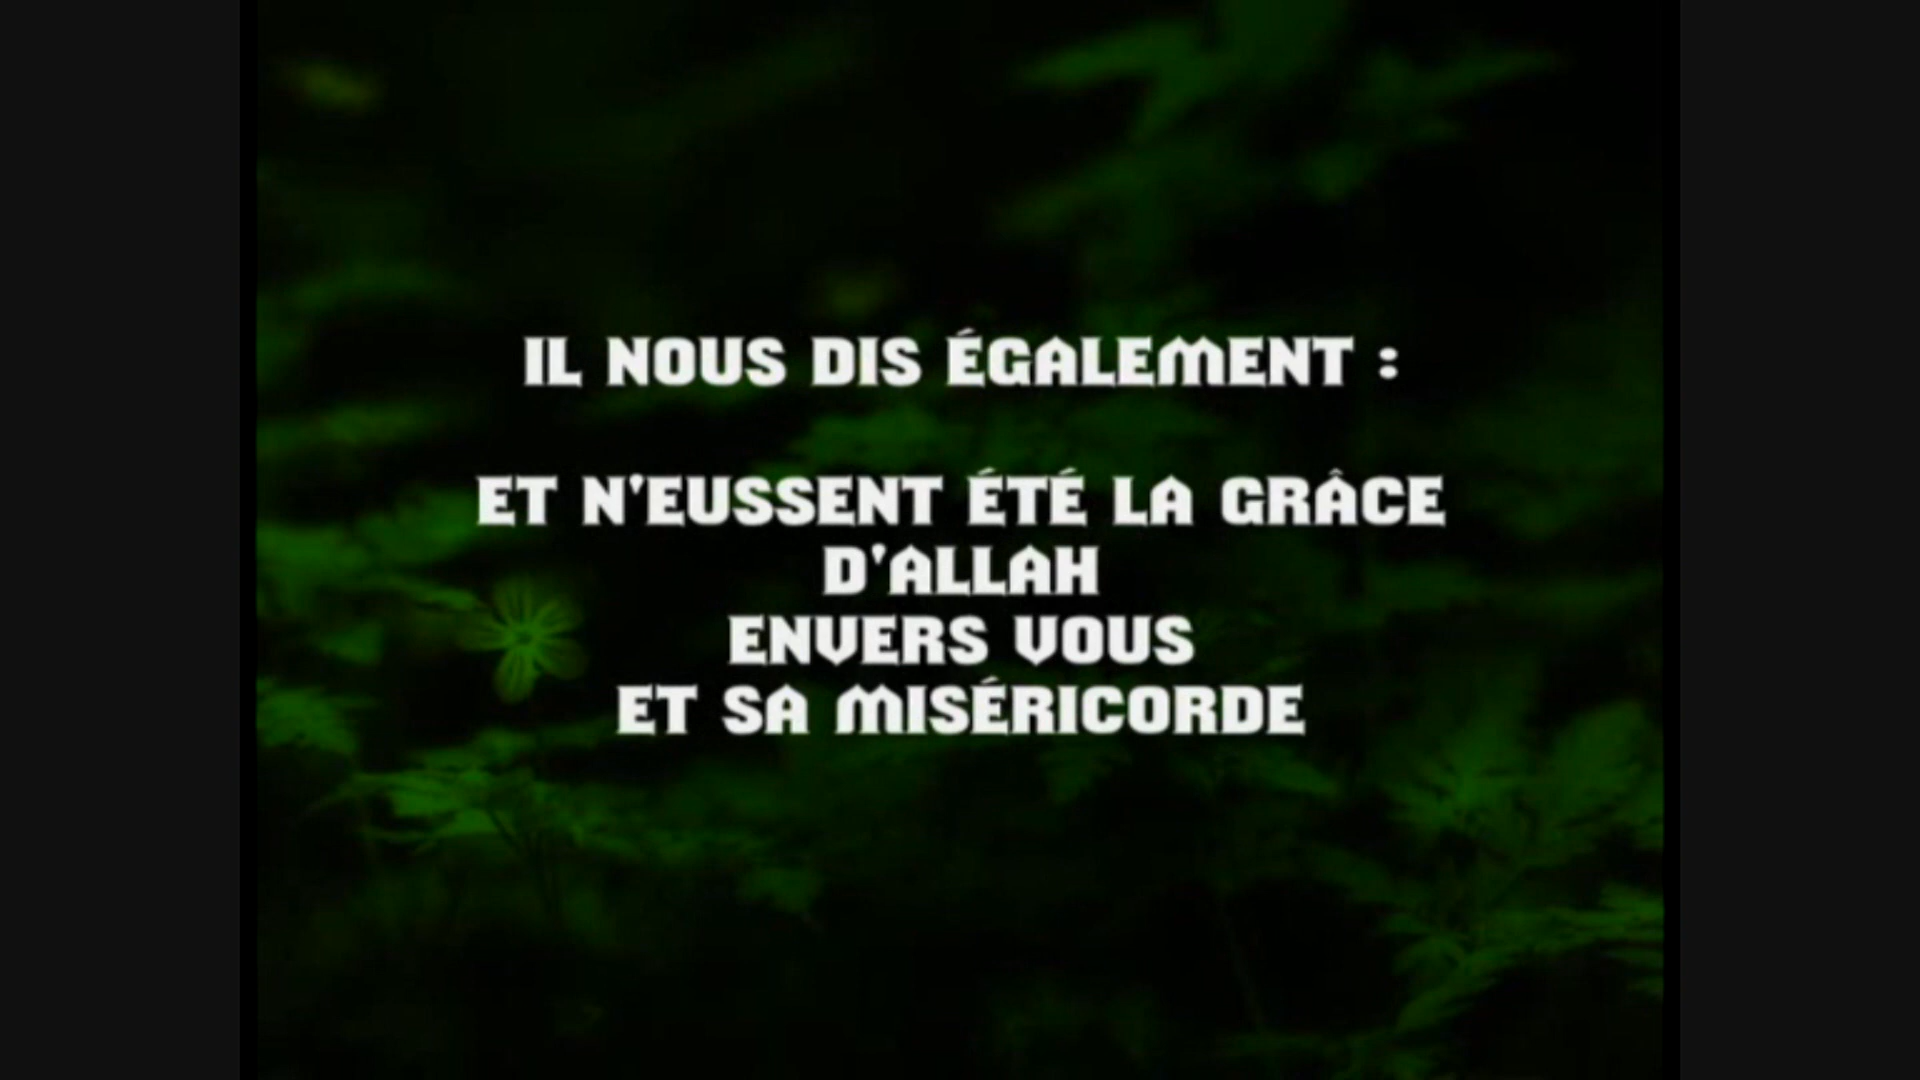 IL NOUS DIS ÉGALEMENT :
ET N'EUSSENT ÉTÉ LA GRÂCE
D'ALLAH
ENVERS VOUS
ET SA MISÉRICORDE